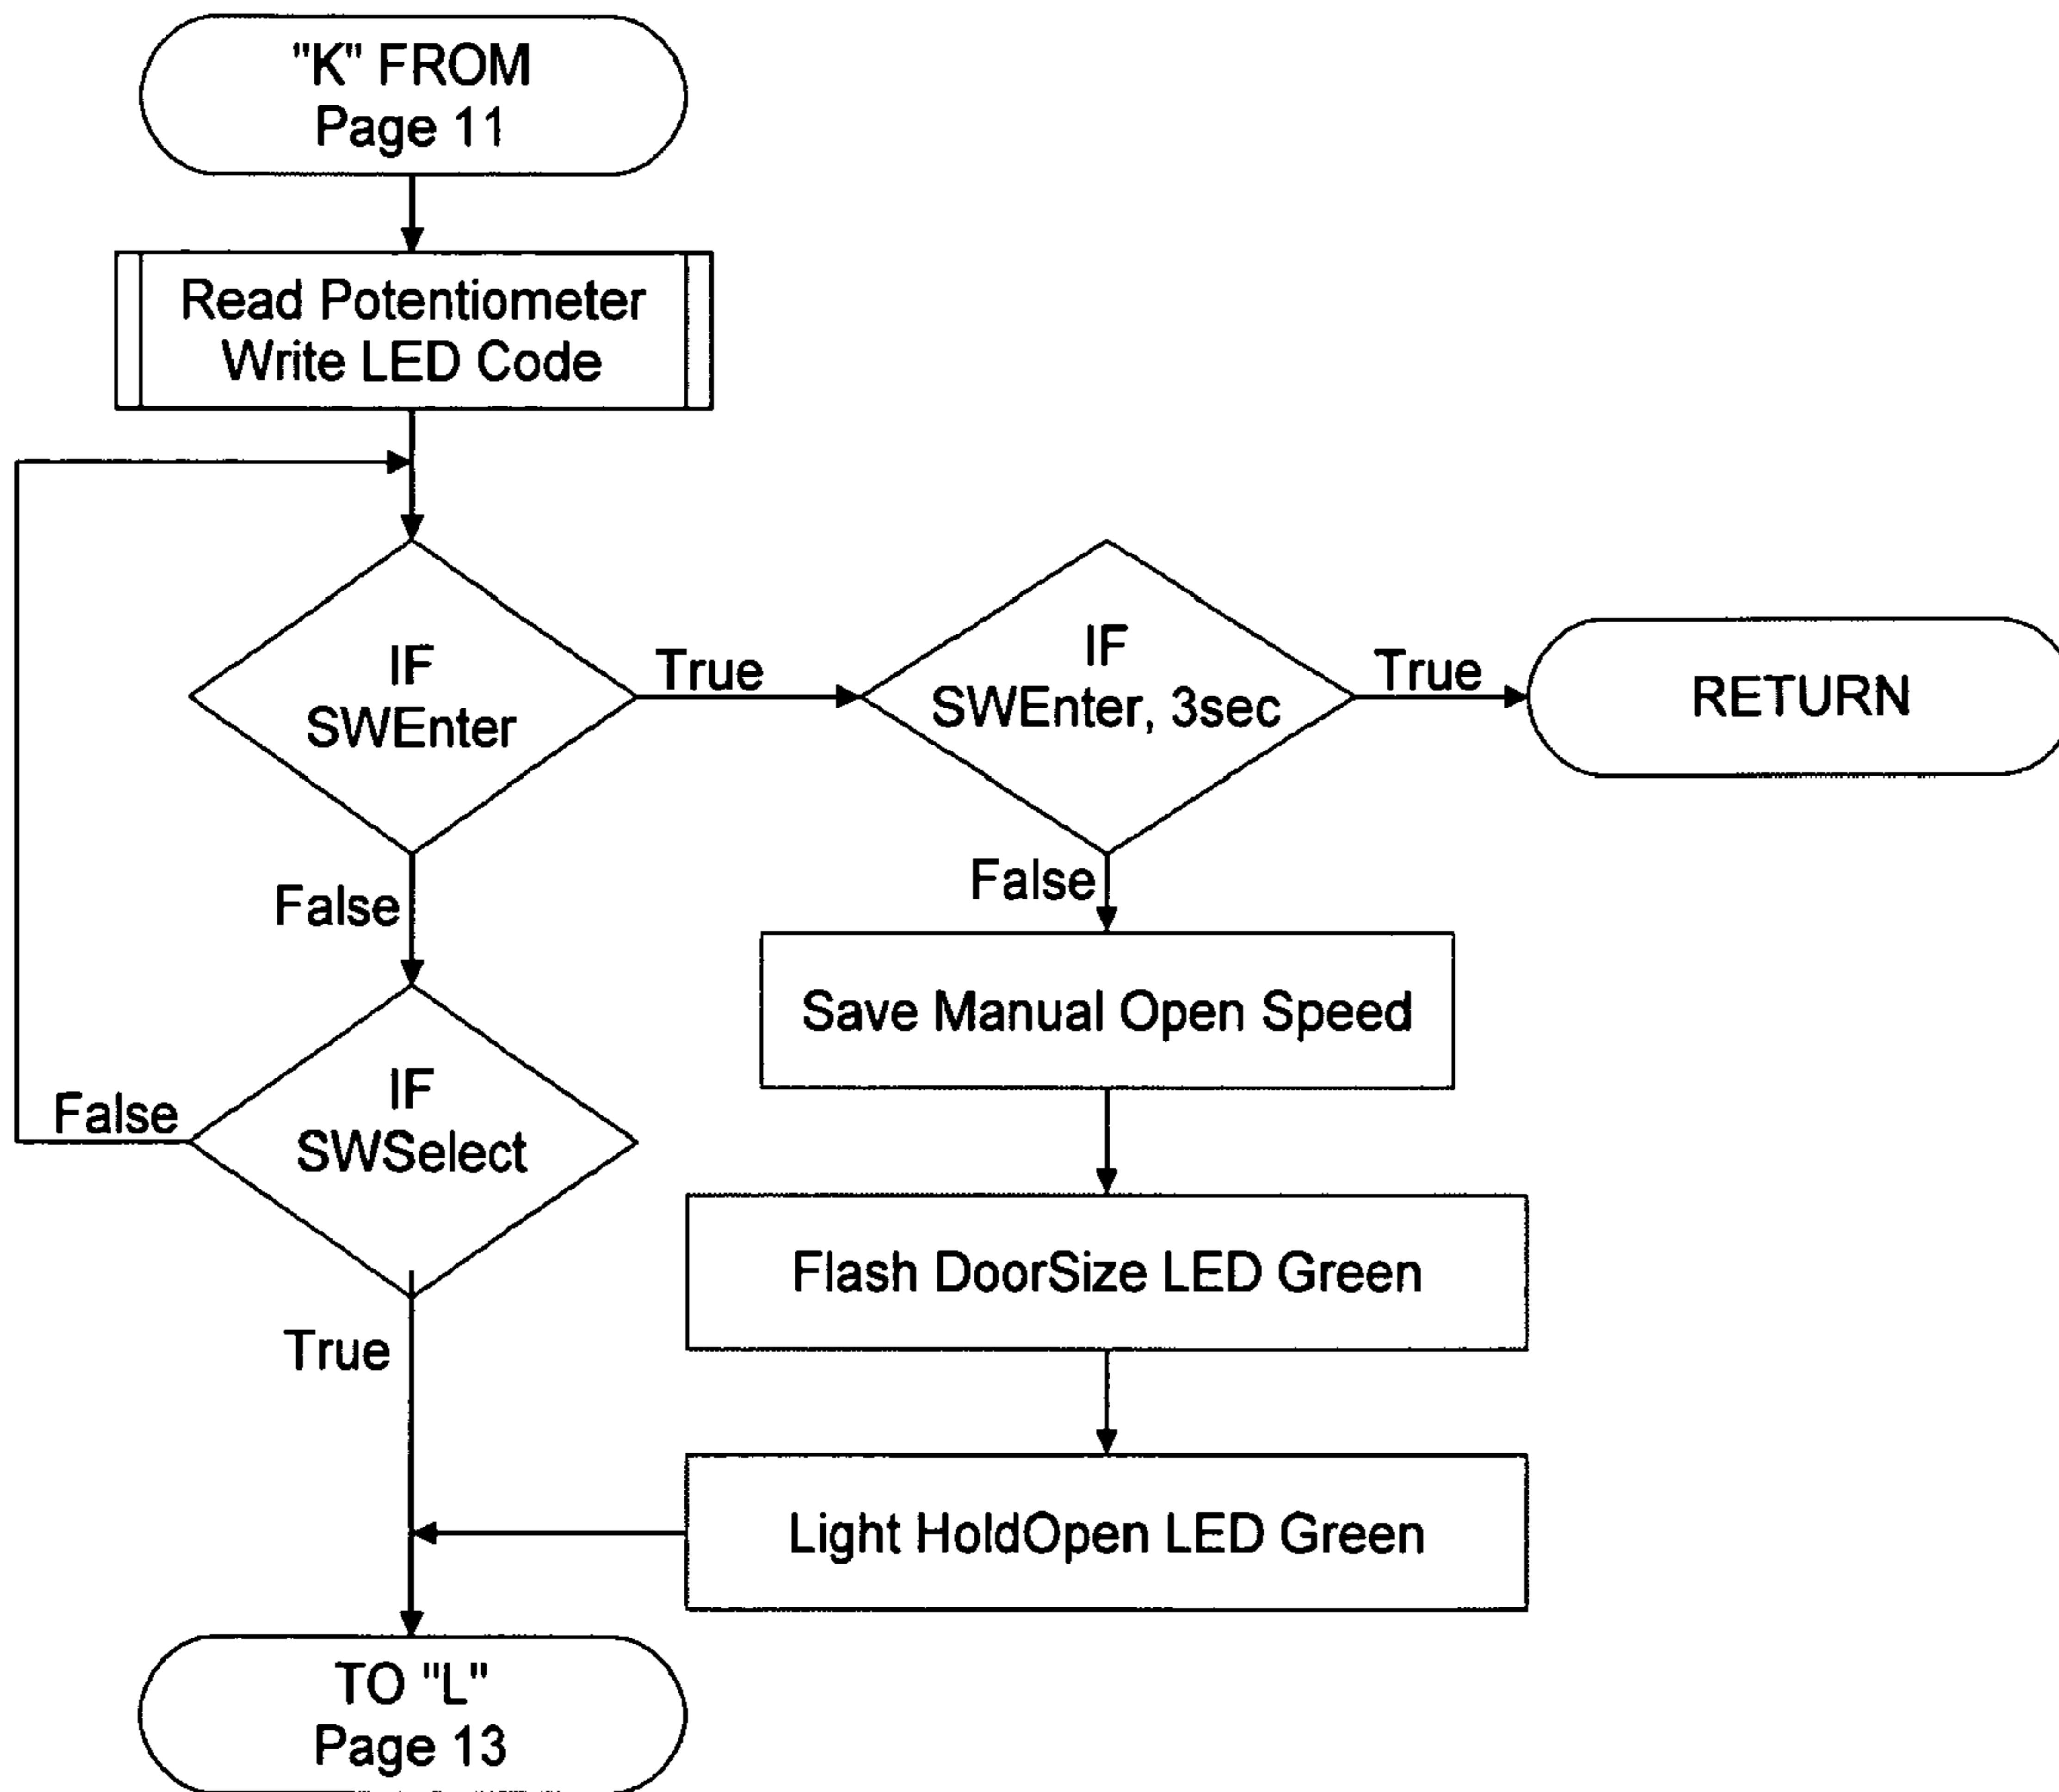 "K" FROM
Page 11
Read Potentiometer
Write LED Code
IF
SWEnter
True
IF
SWEnter, 3sec
True
RETURN
False
False
Save Manual Open Speed
IF
SWSelect
False
Flash DoorSize LED Green
True
Light HoldOpen LED Green
TO "L"
Page 13